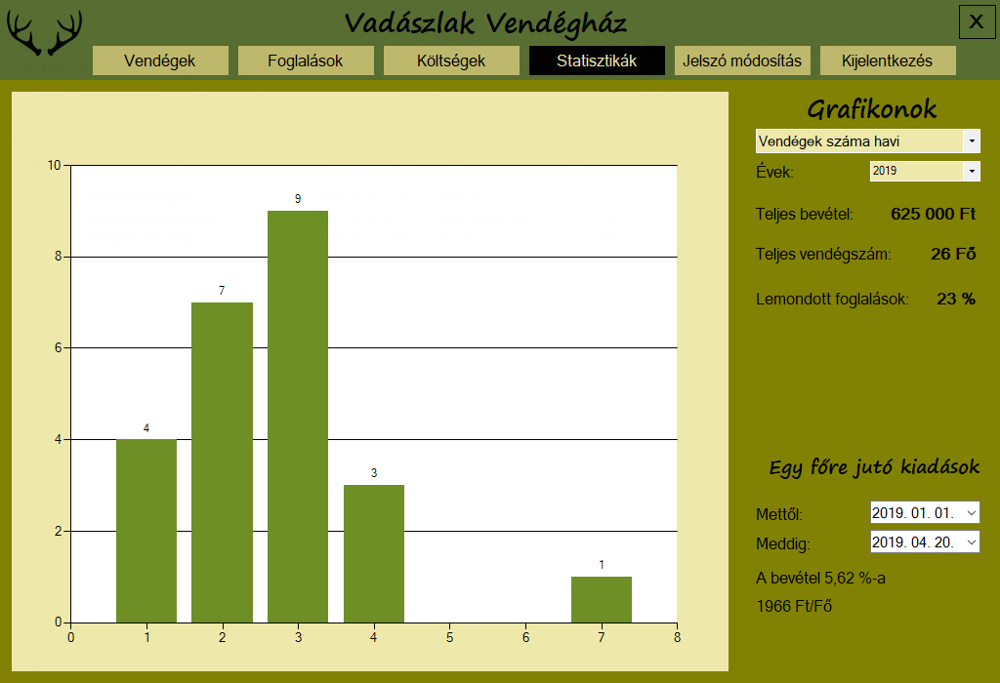 Vadászlak Vendégház
X
Vendégek Foglalások Költségek Statisztikák Jelszó módosítás Kijelentkezés
Grafikonok
Vendégek száma havi
Évek: 2019
Teljes bevétel: 625 000 Ft
Teljes vendégszám: 26 Fő
Lemondott foglalások: 23 %
10
9
8
7
6
4
4
3
2
1
0
0 1 2 3 4 5 6 7 8
Egy főre jutó kiadások
Mettől: 2019. 01. 01.
Meddig: 2019. 04. 20.
A bevétel 5,62 %-a
1966 Ft/Fő